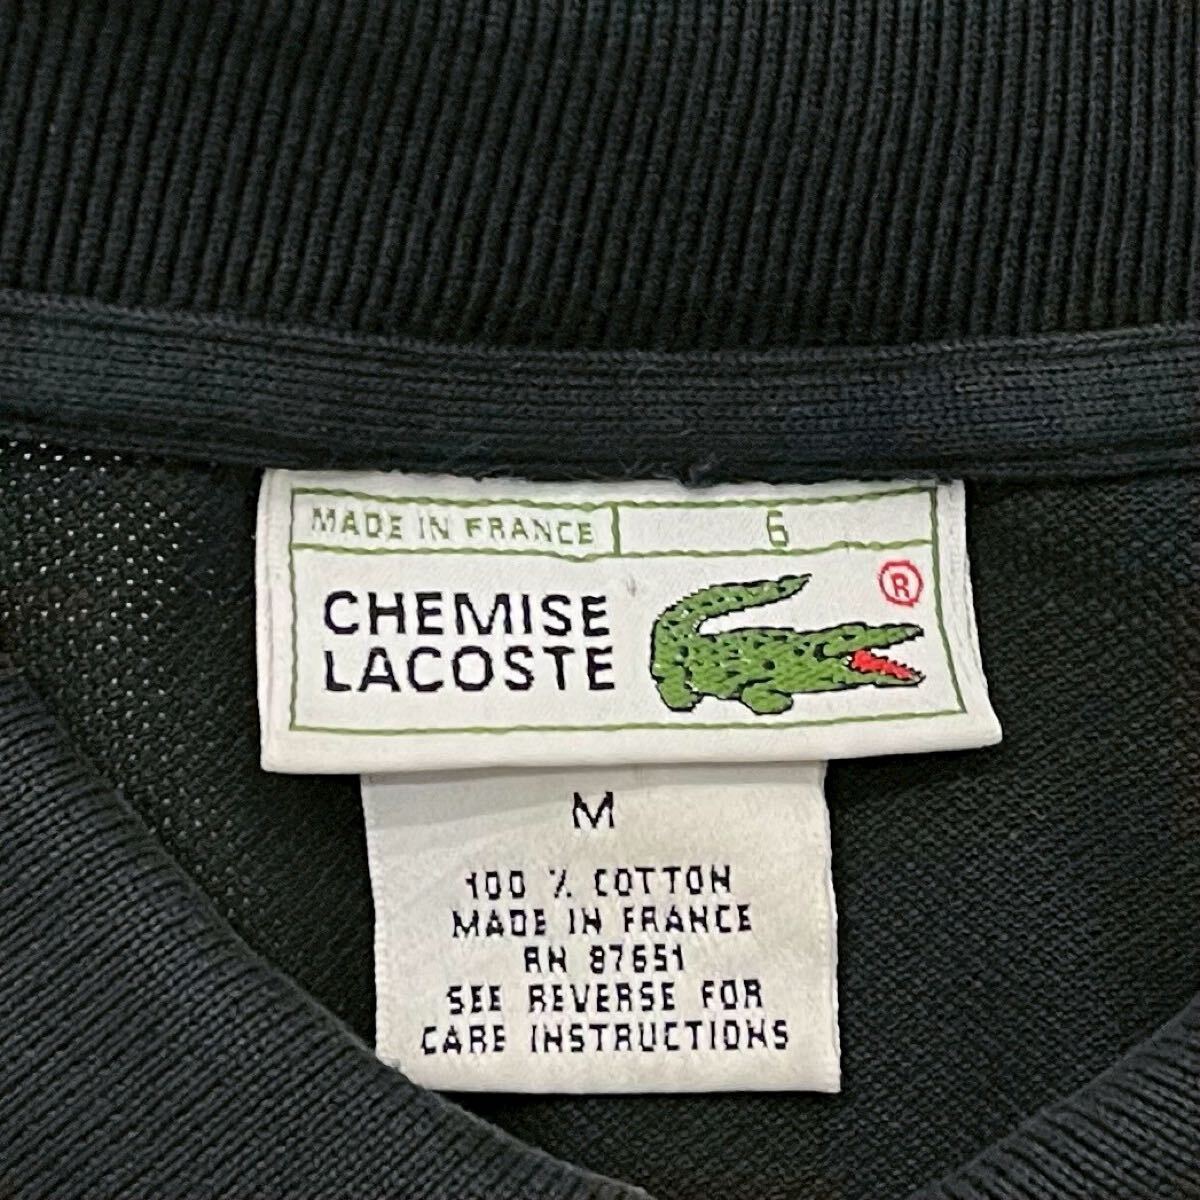 MADE IN FRANCE 6
CHEMISE
LACOSTE
®
M
100 % COTTON
MADE IN FRANCE
RN 87651
SEE REVERSE FOR
CARE INSTRUCTIONS